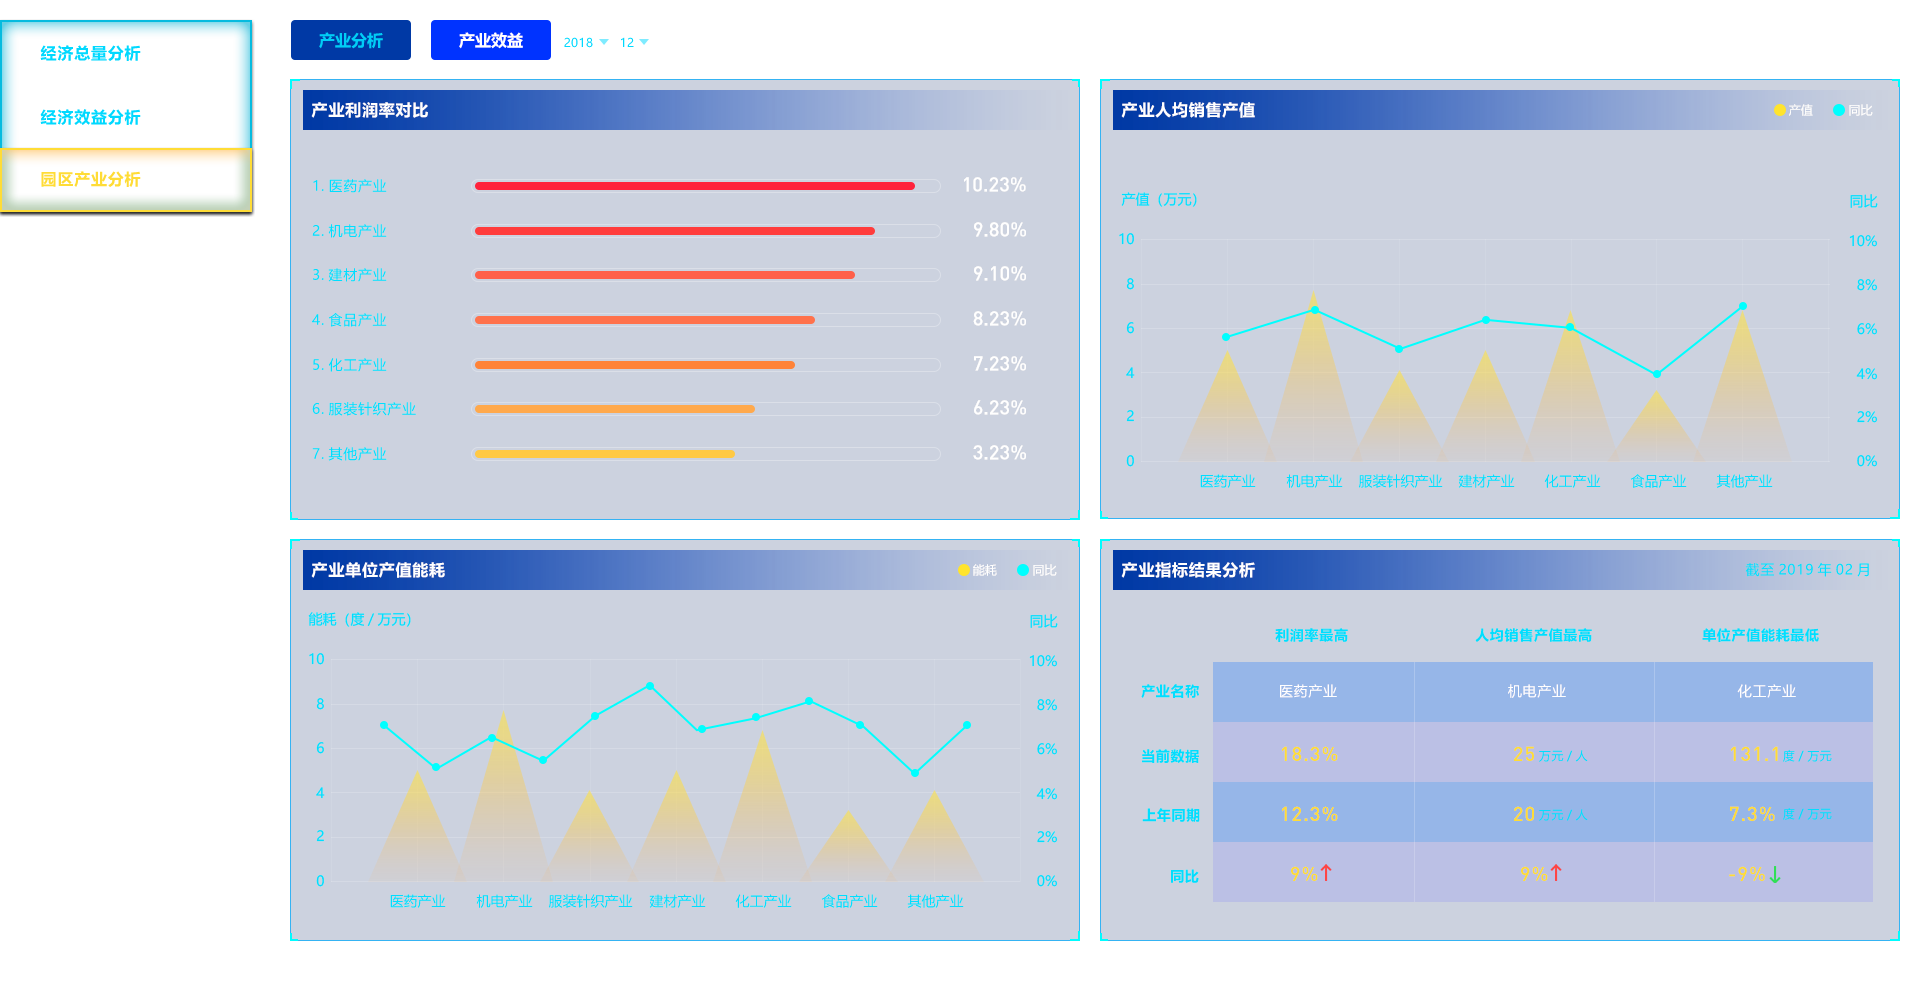 经济总量分析
经济效益分析
园区产业分析
产业分析
产业效益
2018
12
产业利润率对比
1. 医药产业
10.23%
2. 机电产业
9.80%
3. 建材产业
9.10%
4. 食品产业
8.23%
5. 化工产业
7.23%
6. 服装针织产业
6.23%
7. 其他产业
3.23%
产业人均销售产值
产值
同比
产值（万元）
同比
10
8
6
4
2
0
10%
8%
6%
4%
2%
0%
医药产业
机电产业
服装针织产业
建材产业
化工产业
食品产业
其他产业
产业单位产值能耗
能耗
同比
能耗（度 / 万元）
同比
10
8
6
4
2
0
10%
8%
6%
4%
2%
0%
医药产业
机电产业
服装针织产业
建材产业
化工产业
食品产业
其他产业
产业指标结果分析
截至 2019 年 02 月
利润率最高
人均销售产值最高
单位产值能耗最低
产业名称
医药产业
机电产业
化工产业
当前数据
18.3%
25 万元 / 人
131.1 度 / 万元
上年同期
12.3%
20 万元 / 人
7.3% 度 / 万元
同比
9%↑
9%↑
-9%↓